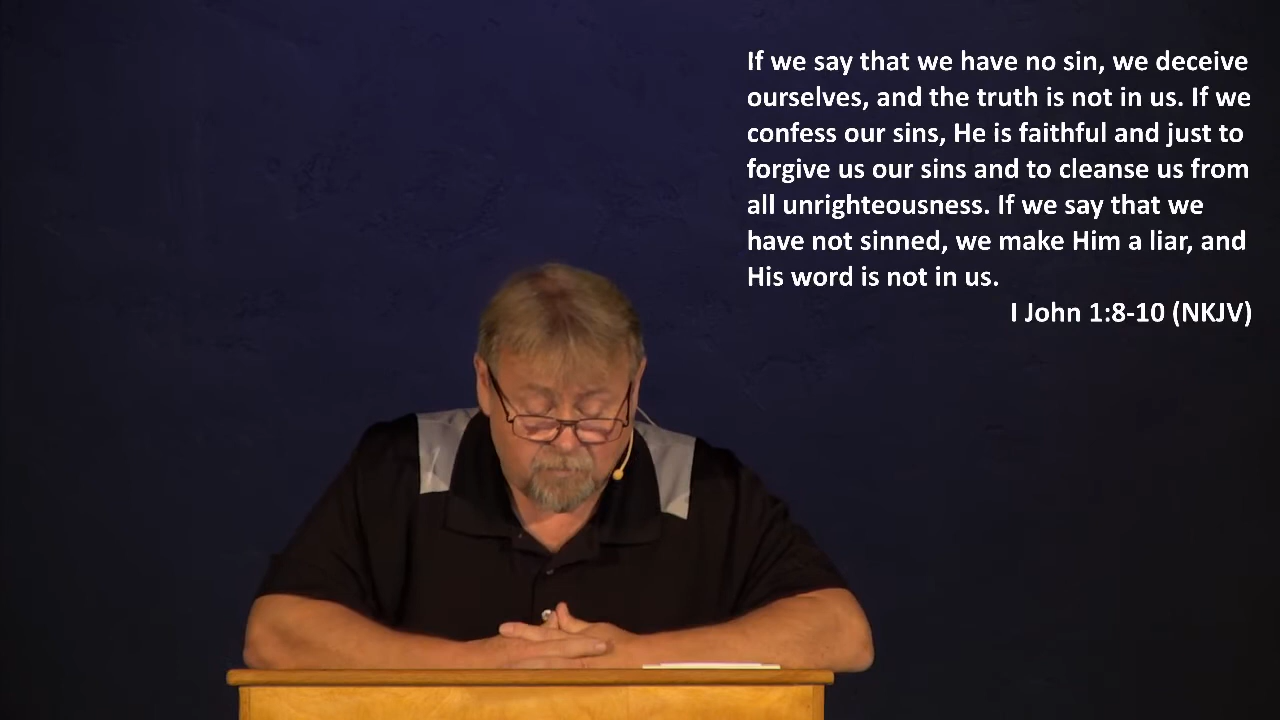 If we say that we have no sin, we deceive
ourselves, and the truth is not in us. If we
confess our sins, He is faithful and just to
forgive us our sins and to cleanse us from
all unrighteousness. If we say that we
have not sinned, we make Him a liar, and
His word is not in us.
I John 1:8-10 (NKJV)